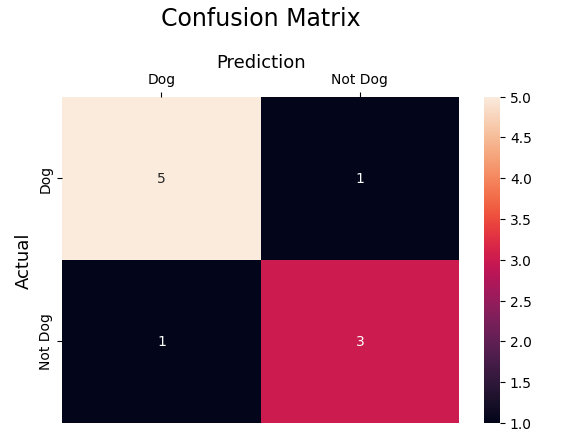 Confusion Matrix
Prediction
Dog Not Dog
Actual
Dog 5 1
Not Dog 1 3
5.0
4.5
4.0
3.5
3.0
2.5
2.0
1.5
1.0